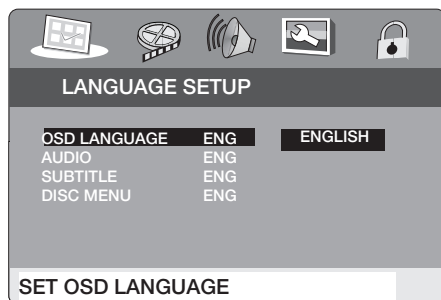 LANGUAGE SETUP
OSD LANGUAGE ENG ENGLISH
AUDIO ENG
SUBTITLE ENG
DISC MENU ENG
SET OSD LANGUAGE